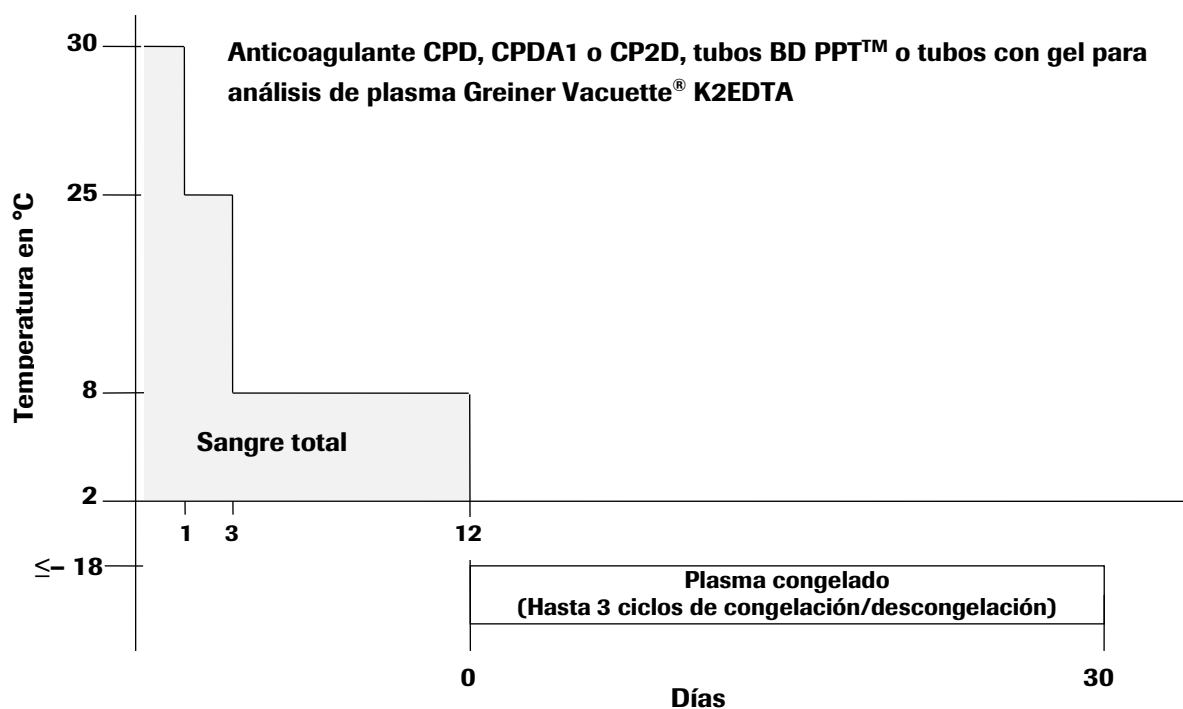 Anticoagulante CPD, CPDA1 o CP2D, tubos BD PPT™ o tubos con gel para
análisis de plasma Greiner Vacuette® K2EDTA
Temperatura en °C
30
25
8
2
≤– 18
Sangre total
1 3 12
Plasma congelado
(Hasta 3 ciclos de congelación/descongelación)
0 30
Días